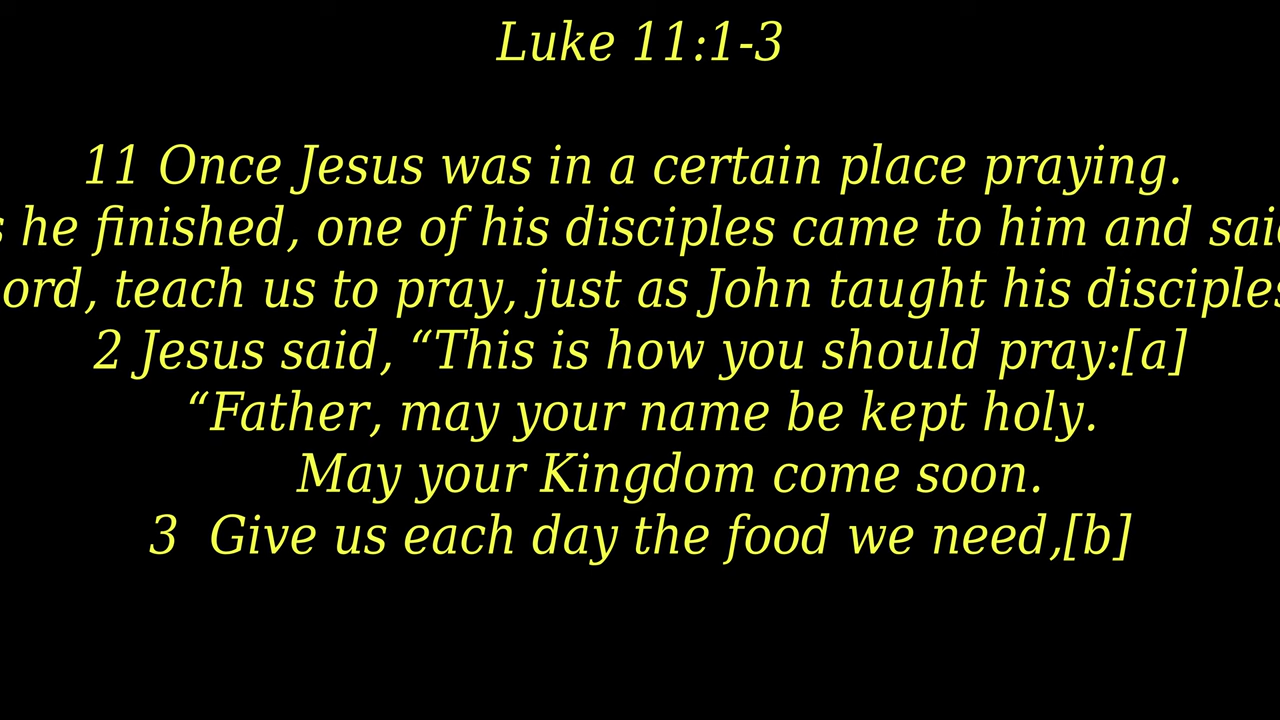 Luke 11:1-3
11 Once Jesus was in a certain place praying.
he finished, one of his disciples came to him and
teach us to pray, just as John taught his disciples
2 Jesus said, “This is how you should pray:[a]
“Father, may your name be kept holy.
May your Kingdom come soon.
3 Give us each day the food we need,[b]